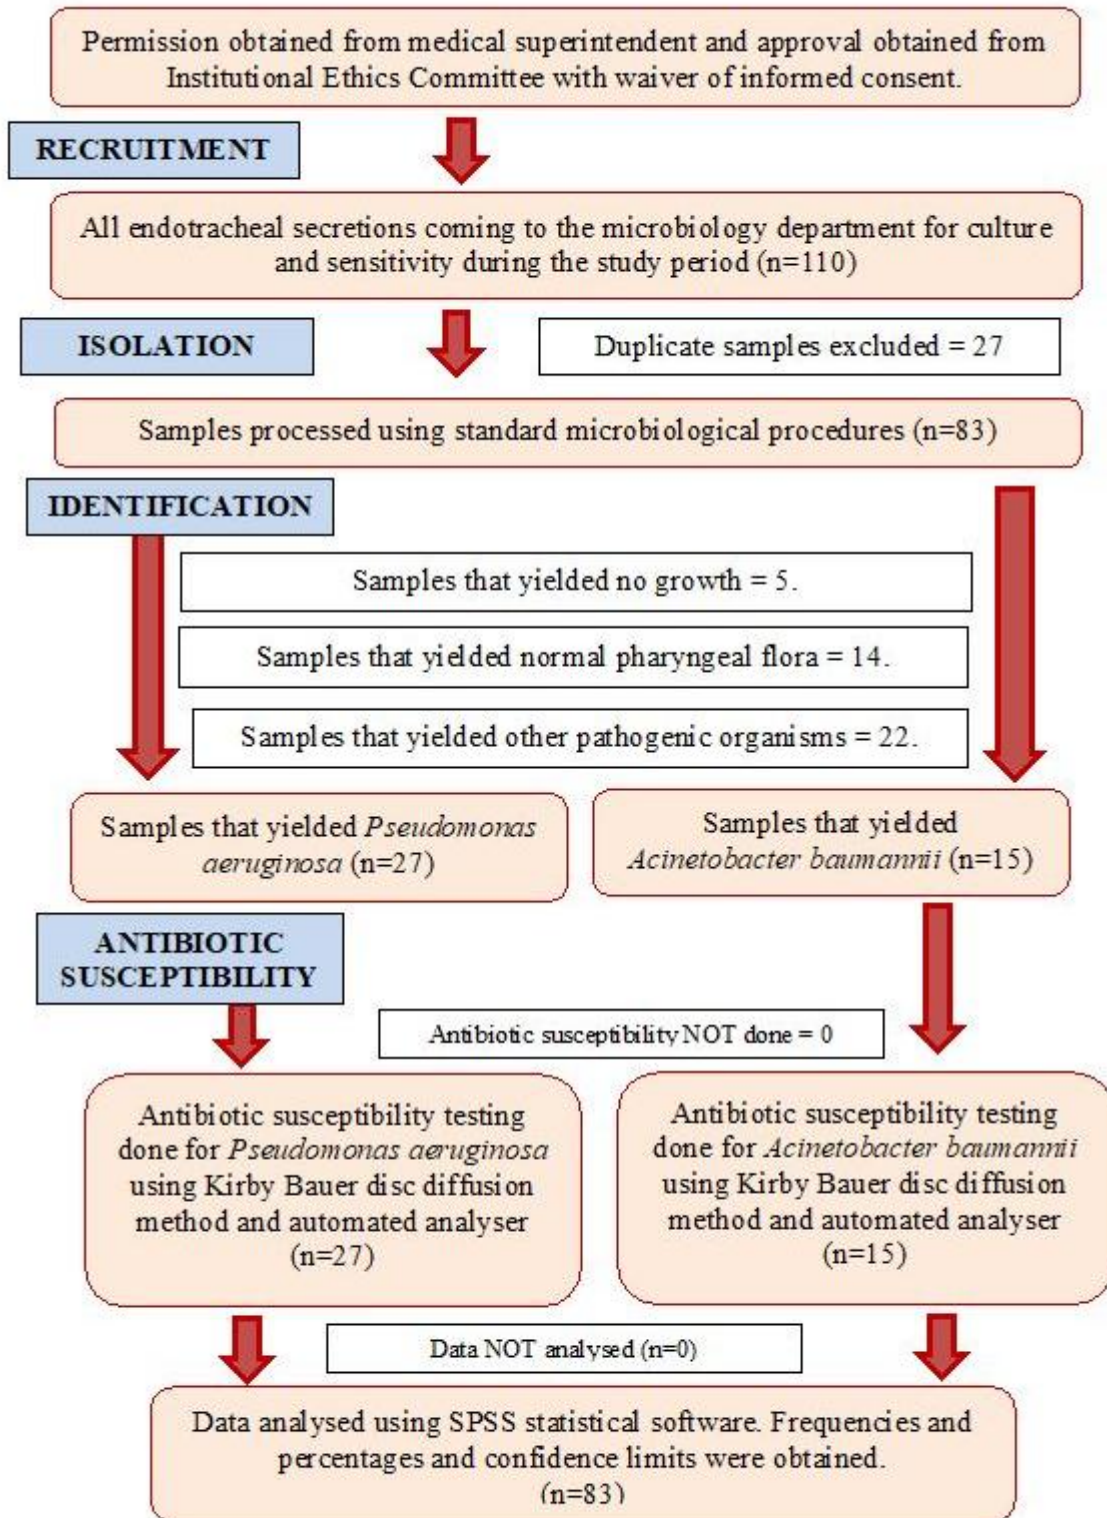 Permission obtained from medical superintendent and approval obtained from
Institutional Ethics Committee with waiver of informed consent.
RECRUITMENT
All endotracheal secretions coming to the microbiology department for culture
and sensitivity during the study period (n=110)
ISOLATION
Duplicate samples excluded = 27
Samples processed using standard microbiological procedures (n=83)
IDENTIFICATION
Samples that yielded no growth = 5.
Samples that yielded normal pharyngeal flora = 14.
Samples that yielded other pathogenic organisms = 22.
Samples that yielded Pseudomonas
aeruginosa (n=27)
Samples that yielded
Acinetobacter baumannii (n=15)
ANTIBIOTIC
SUSCEPTIBILITY
Antibiotic susceptibility NOT done = 0
Antibiotic susceptibility testing
done for Pseudomonas aeruginosa
using Kirby Bauer disc diffusion
method and automated analyser
(n=27)
Antibiotic susceptibility testing
done for Acinetobacter baumannii
using Kirby Bauer disc diffusion
method and automated analyser
(n=15)
Data NOT analysed (n=0)
Data analysed using SPSS statistical software. Frequencies and
percentages and confidence limits were obtained.
(n=83)